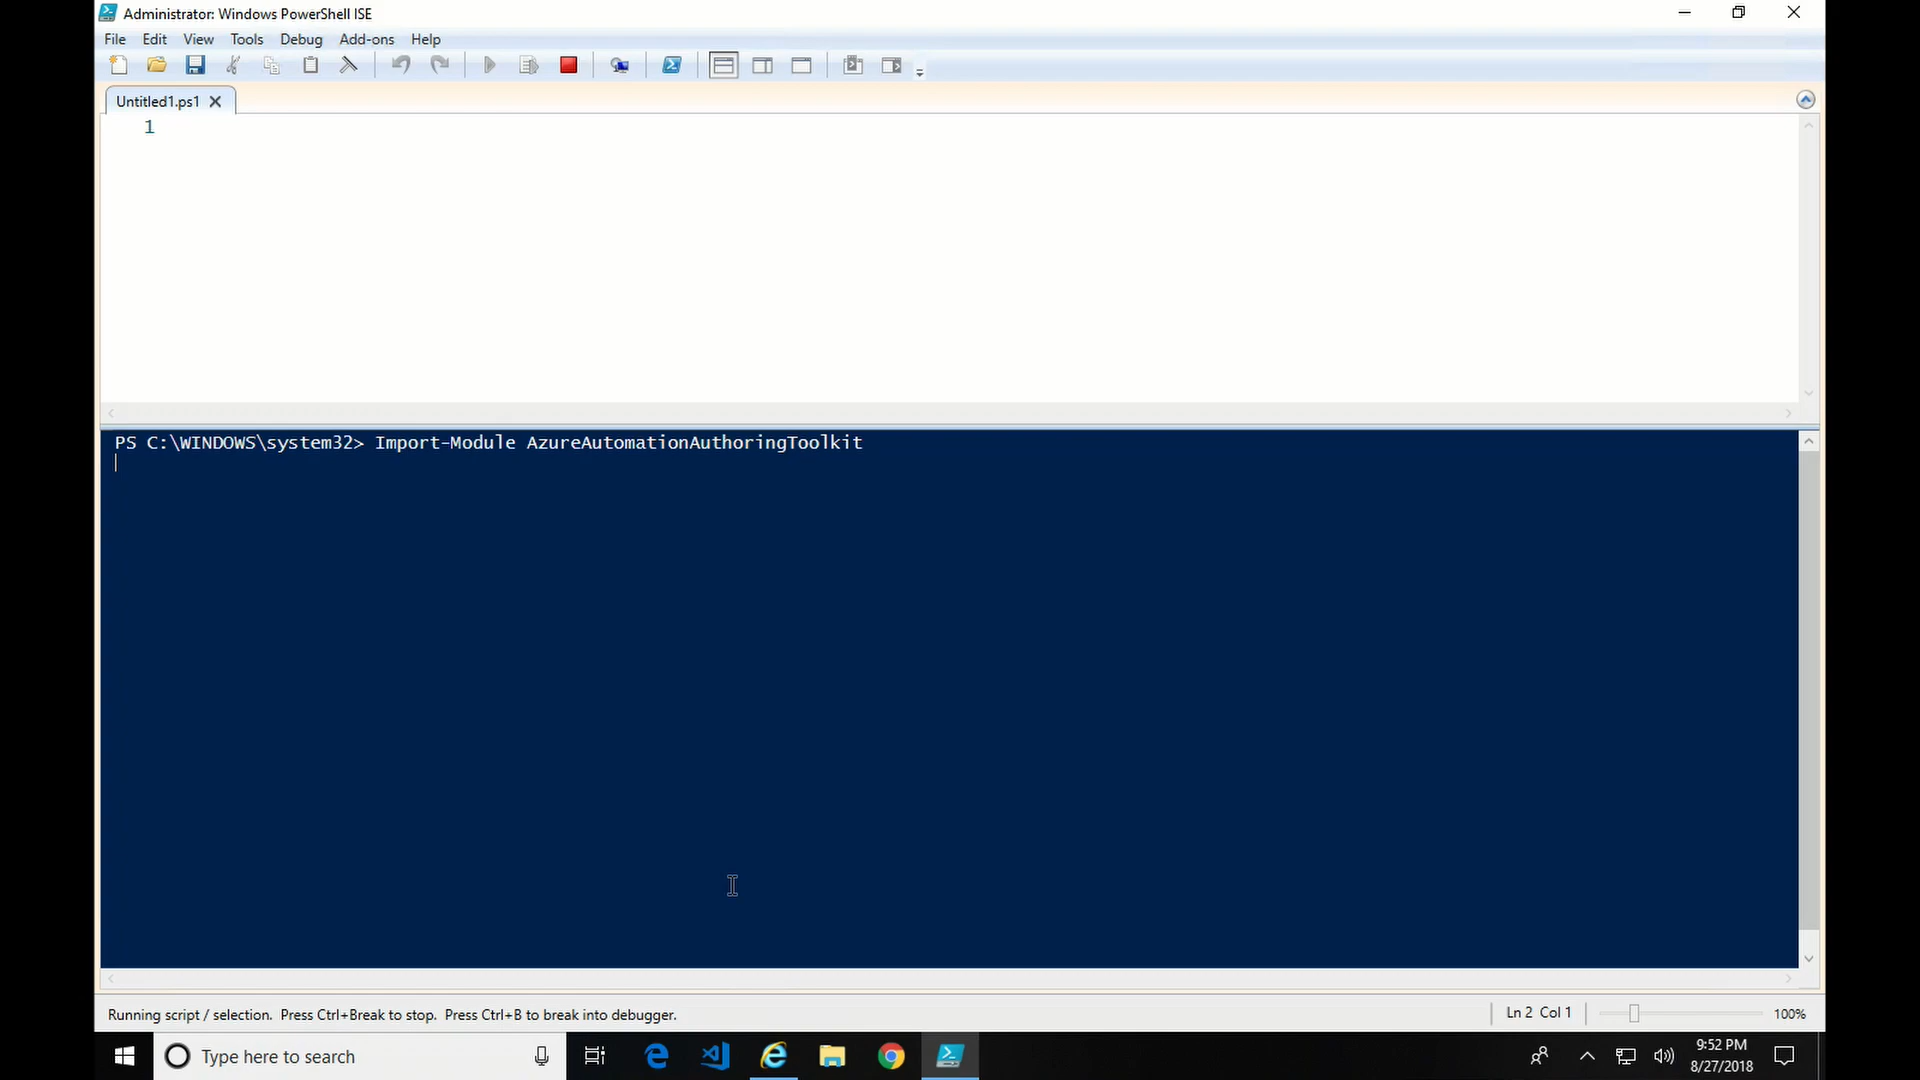 Administrator: Windows PowerShell ISE
File Edit View Tools Debug Add-ons Help
Untitled1.ps1
1
PS C:\WINDOWS\system32> Import-Module AzureAutomationAuthoringToolkit
Running script / selection. Press Ctrl+Break to stop. Press Ctrl+B to break into debugger.
Ln 2 Col 1
100%
Type here to search
9:52 PM
8/27/2018